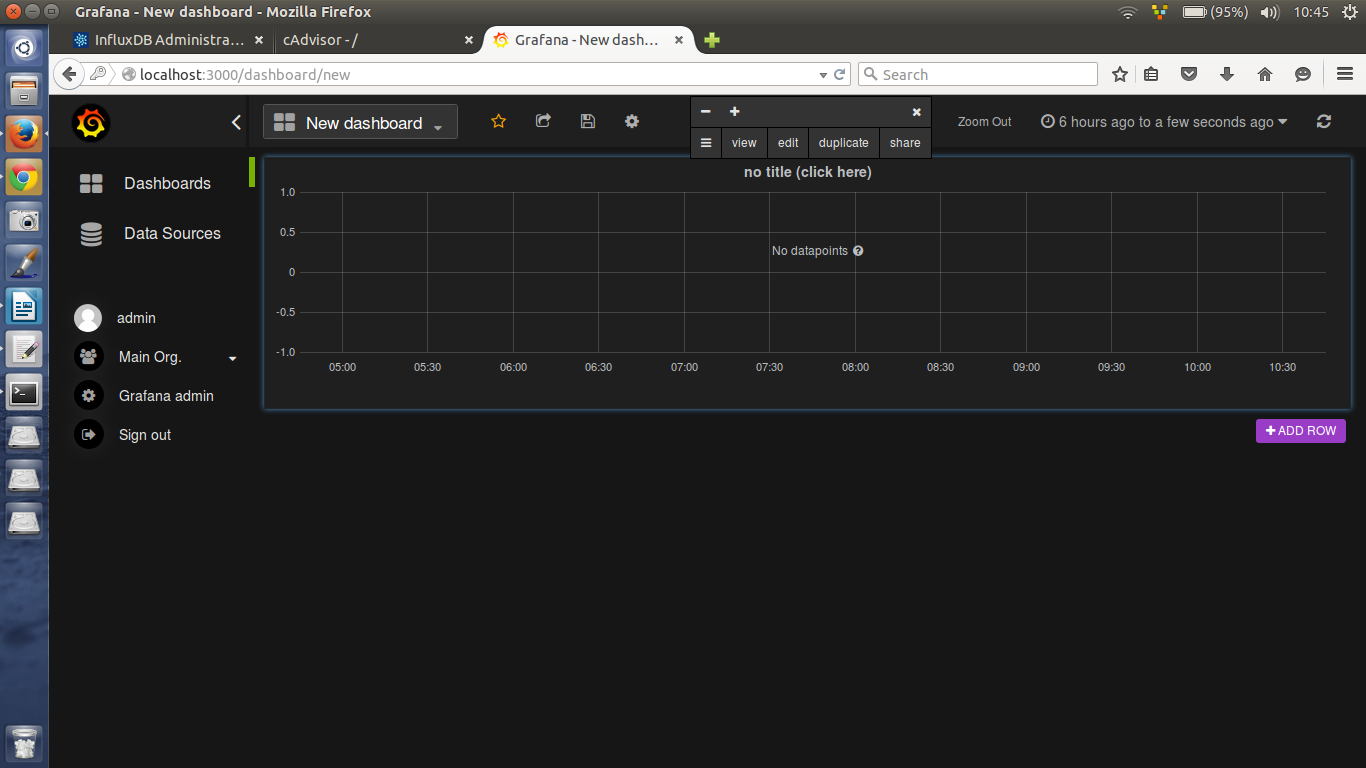 Grafana - New dashboard - Mozilla Firefox
(95%)
10:45
InfluxDB Administra...
cAdvisor - /
Grafana - New dash...
localhost:3000/dashboard/new
Search
New dashboard
view
edit
duplicate
share
Zoom Out
6 hours ago to a few seconds ago
Dashboards
Data Sources
admin
Main Org.
Grafana admin
Sign out
no title (click here)
1.0
0.5
0
-0.5
-1.0
No datapoints
05:00 05:30 06:00 06:30 07:00 07:30 08:00 08:30 09:00 09:30 10:00 10:30
ADD ROW